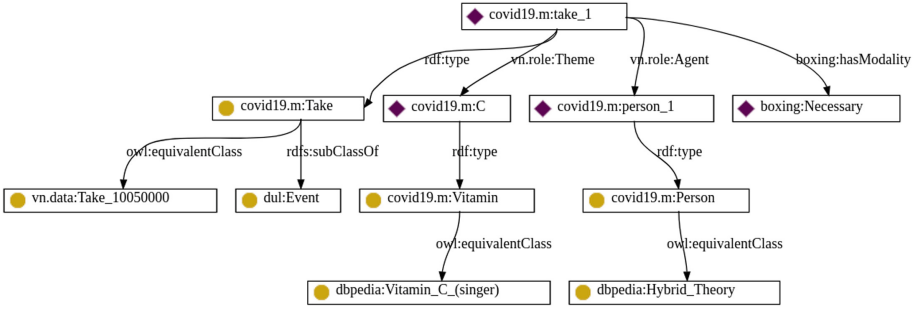 covid19.m:take_1
rdf:type
vn.role:Theme
vn.role:Agent
boxing:hasModality
covid19.m:Take
covid19.m:C
covid19.m:person_1
boxing:Necessary
owl:equivalentClass
rdfs:subClassOf
rdf:type
rdf:type
vn.data:Take_10050000
dul:Event
covid19.m:Vitamin
covid19.m:Person
owl:equivalentClass
owl:equivalentClass
dbpedia:Vitamin_C_(singer)
dbpedia:Hybrid_Theory